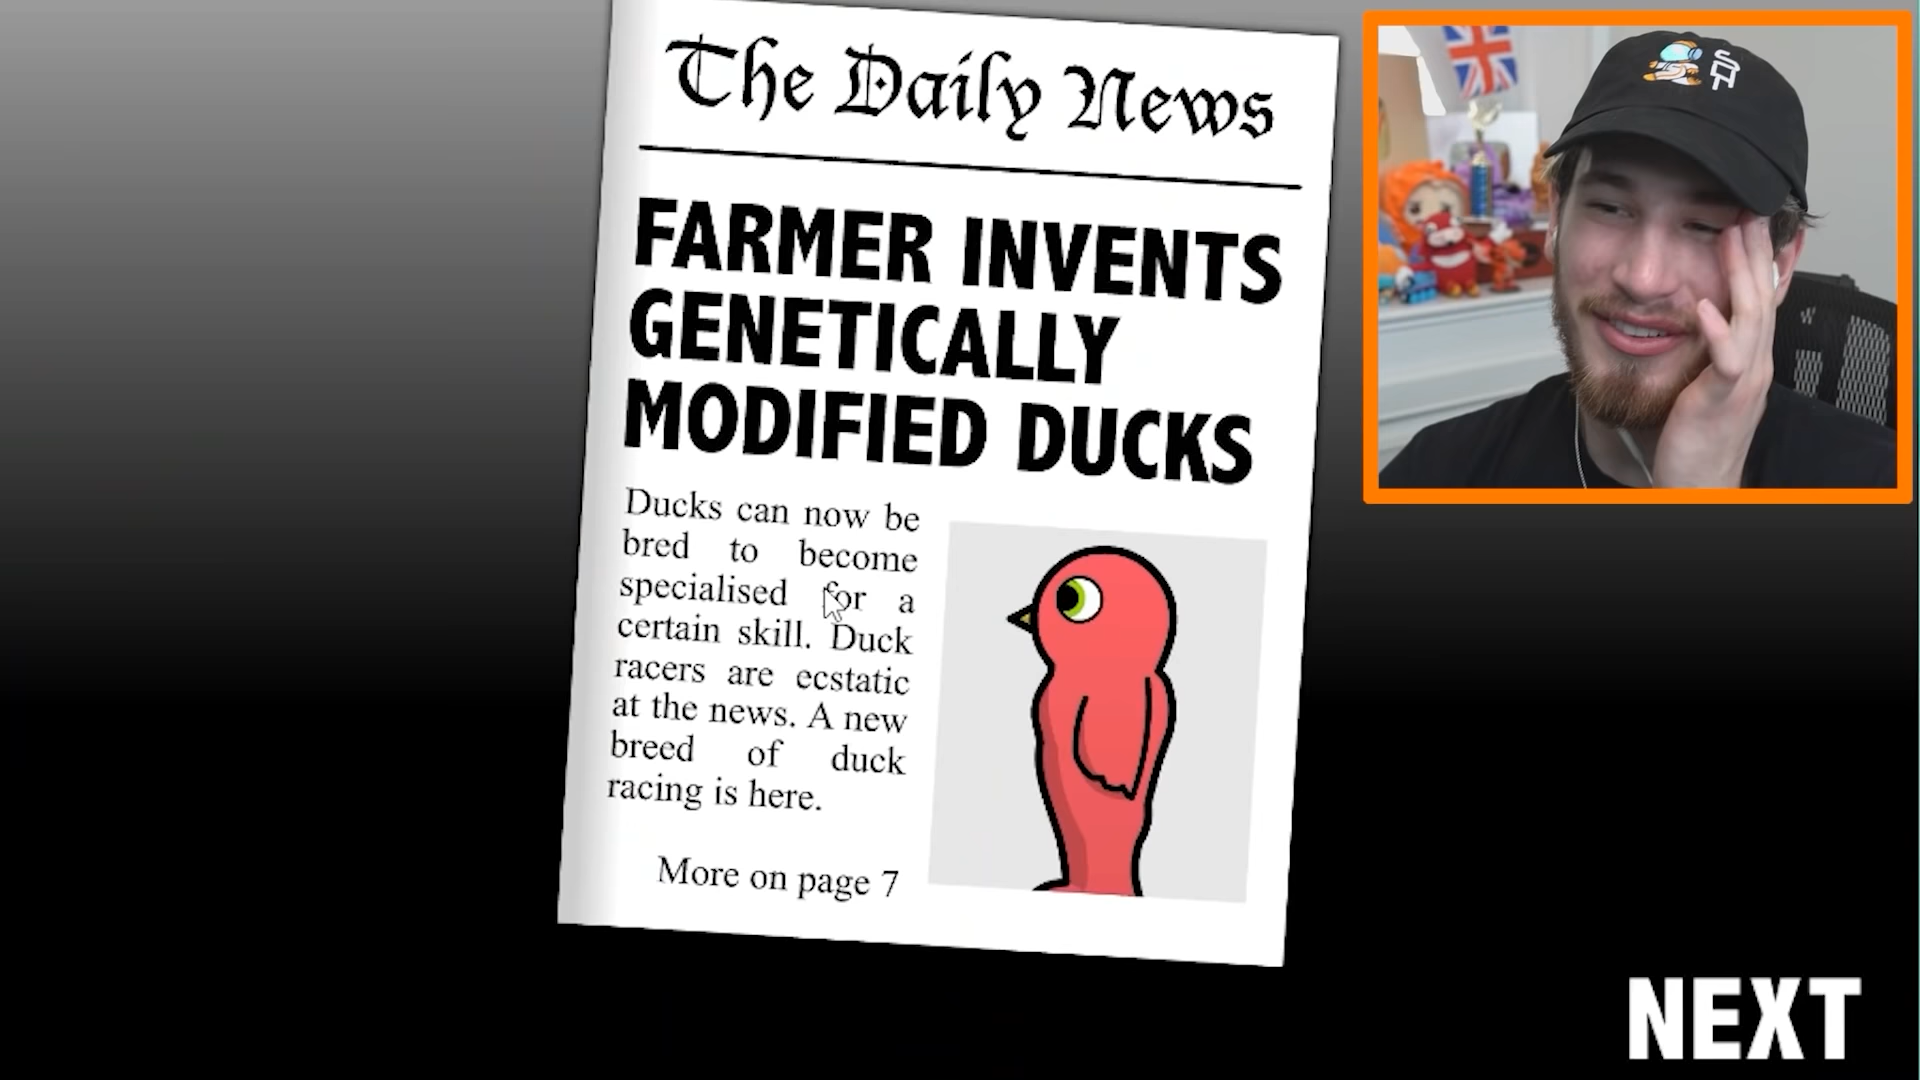 The Daily News
FARMER INVENTS
GENETICALLY
MODIFIED DUCKS
Ducks can now be
bred to become
specialised for a
certain skill. Duck
racers are ecstatic
at the news. A new
breed of duck
racing is here.
More on page 7
NEXT